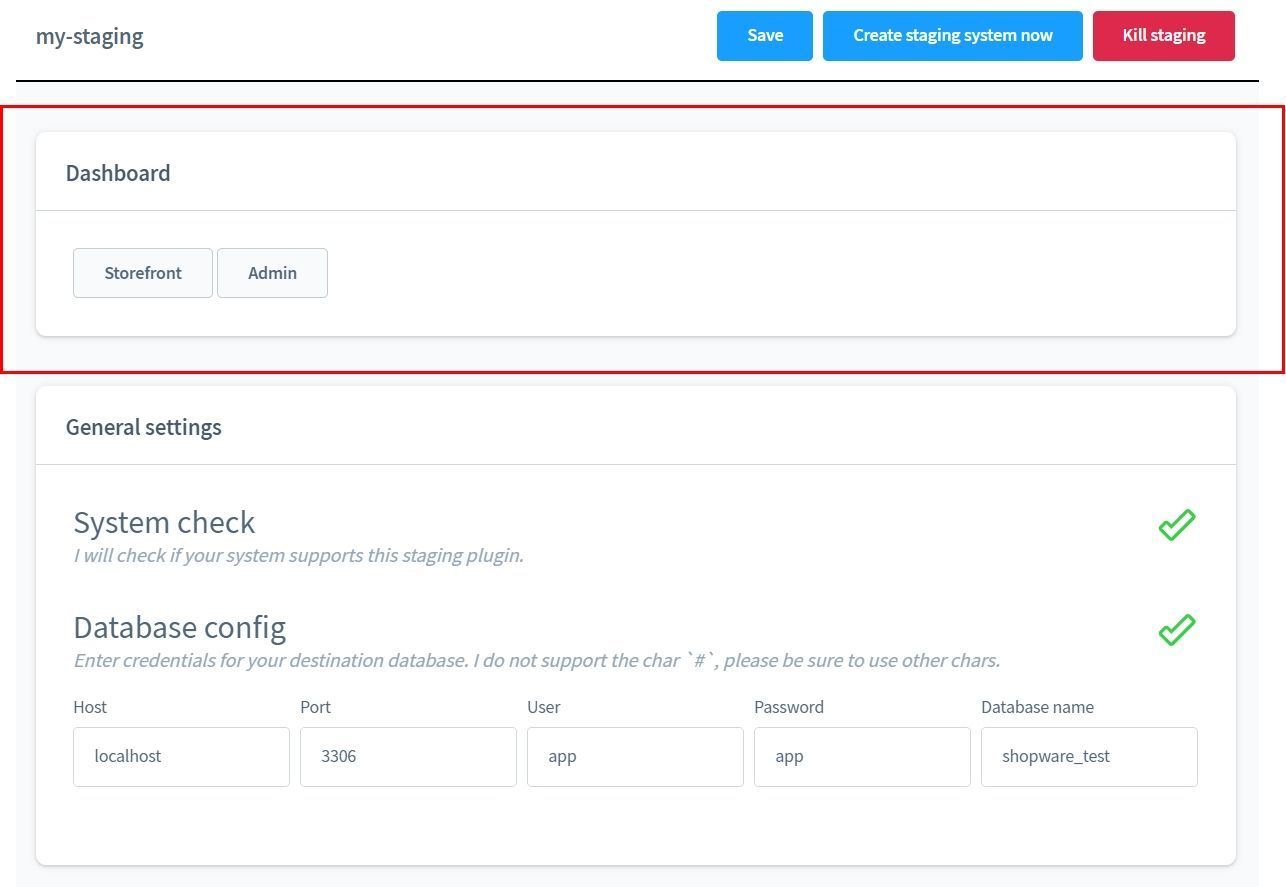 my-staging
Save
Create staging system now
Kill staging
Dashboard
Storefront
Admin
General settings
System check
I will check if your system supports this staging plugin.
Database config
Enter credentials for your destination database. I do not support the char `#`, please be sure to use other chars.
Host
Port
User
Password
Database name
localhost
3306
app
app
shopware_test